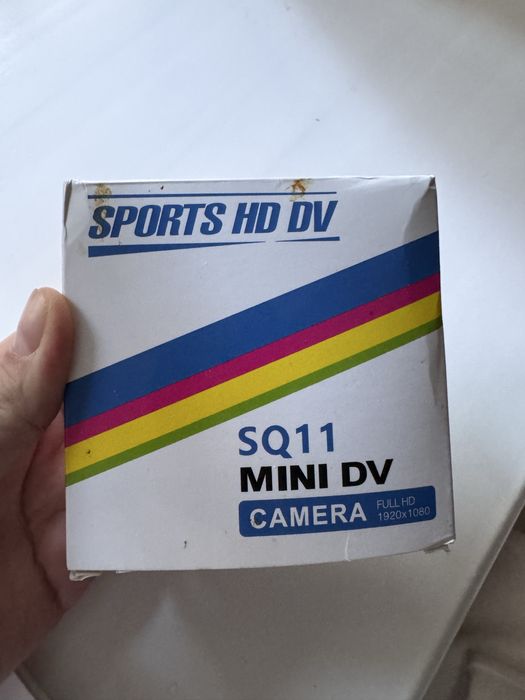 SPORTS HD DV
SQ11
MINI DV
CAMERA
FULL HD
1920x1080